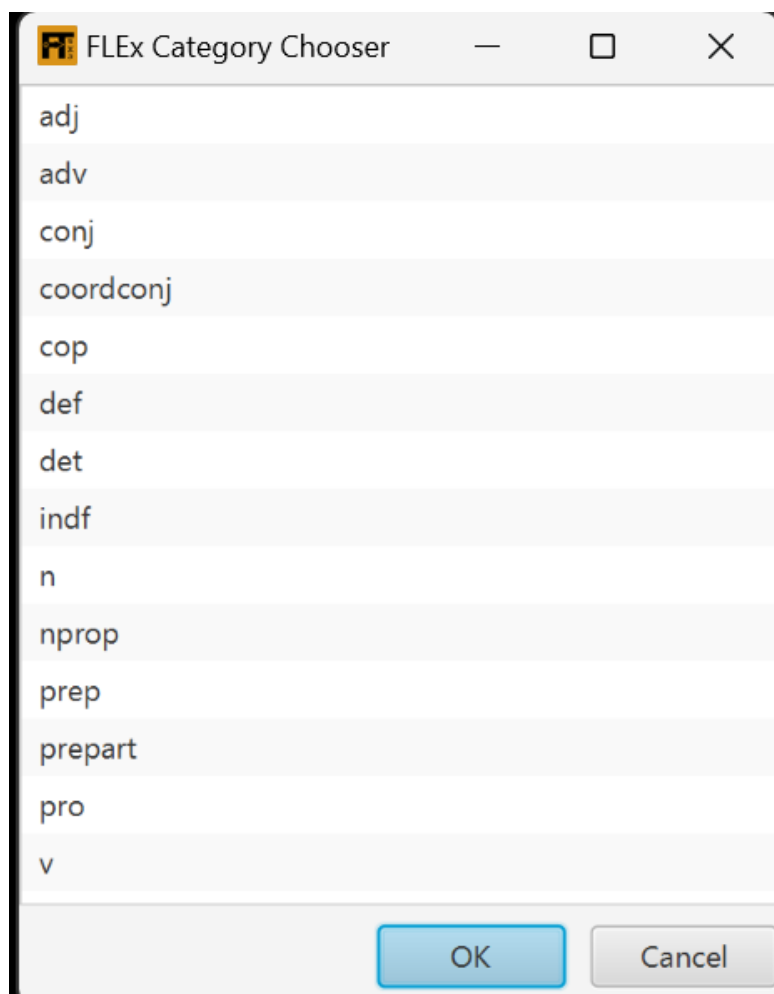 FLEx Category Chooser
adj
adv
conj
coordconj
cop
def
det
indf
n
nprop
prep
prepart
pro
v
OK Cancel